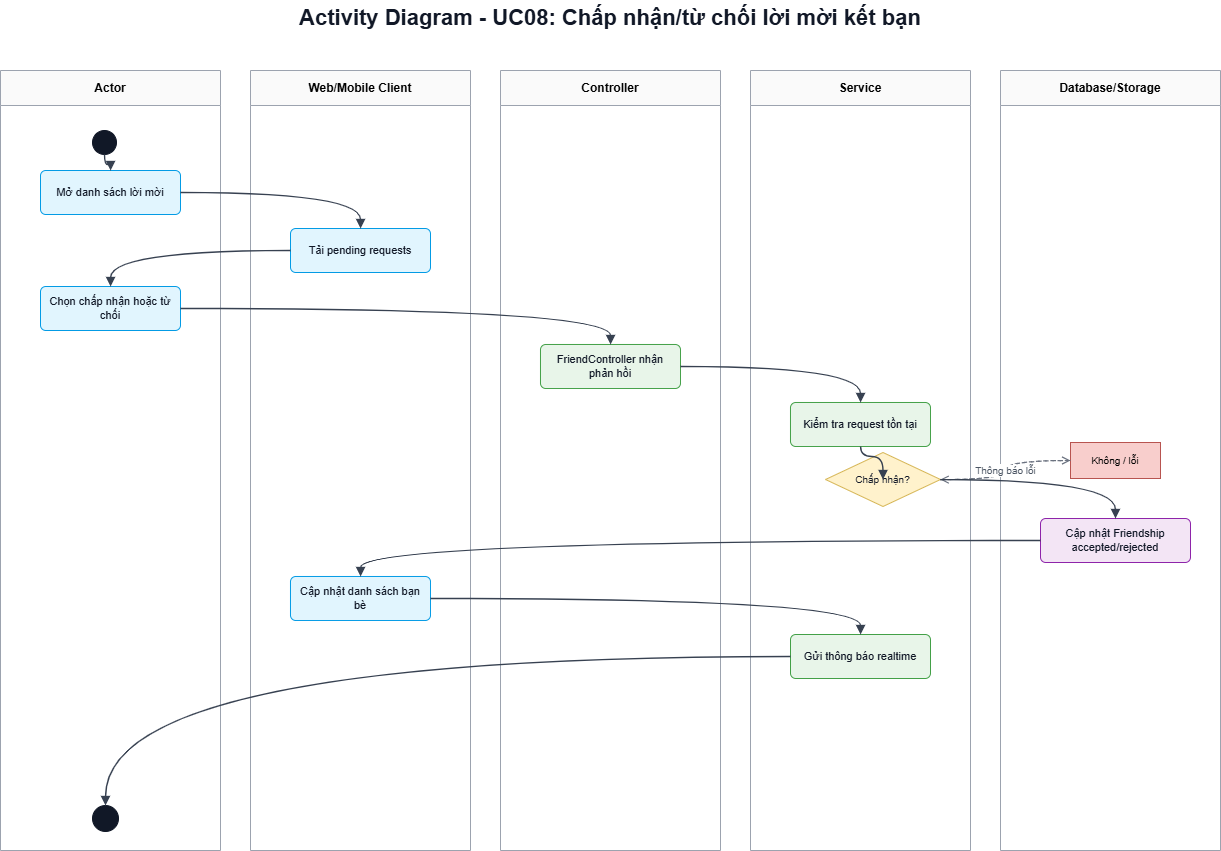 Activity Diagram - UC08: Chấp nhận/từ chối lời mời kết bạn
Actor
Web/Mobile Client
Controller
Service
Database/Storage
Mở danh sách lời mời
Tải pending requests
Chọn chấp nhận hoặc từ
chối
FriendController nhận
phản hồi
Kiểm tra request tồn tại
Chấp nhận?
Thông báo lỗi
Không / lỗi
Cập nhật Friendship
accepted/rejected
Cập nhật danh sách bạn
bè
Gửi thông báo realtime